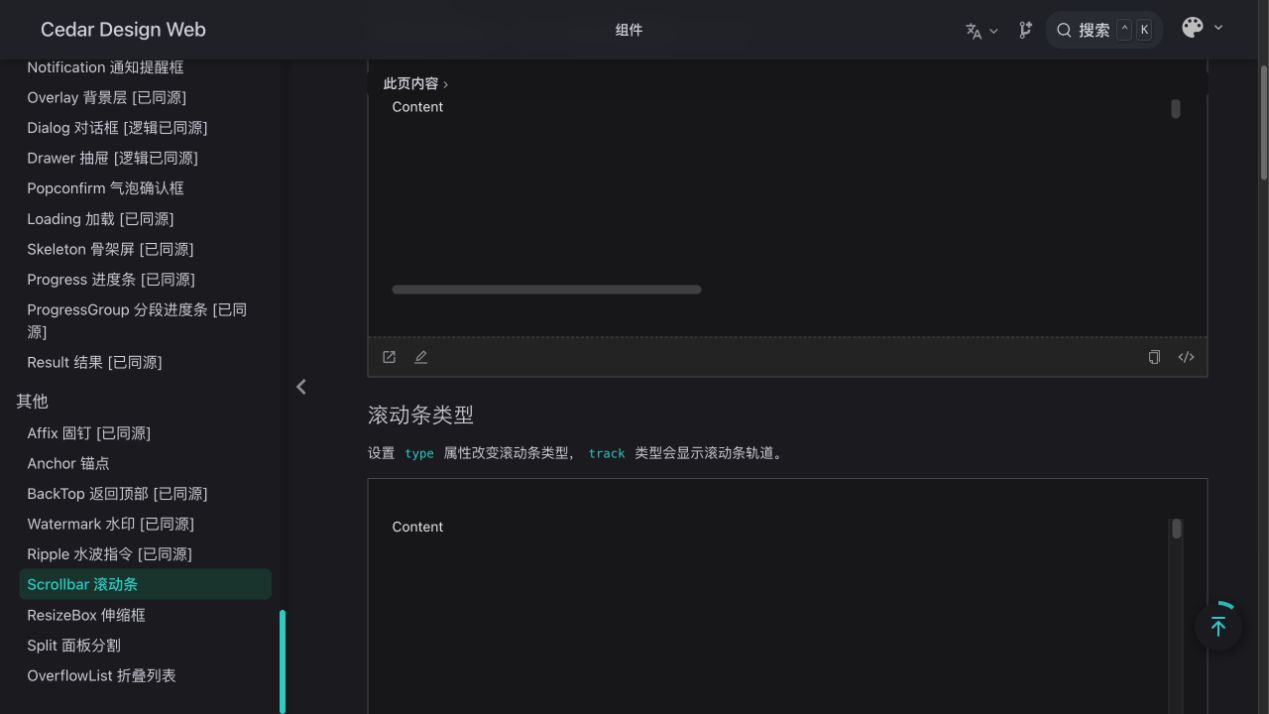 Cedar Design Web
组件
搜索 ^ K
Notification 通知提醒框
Overlay 背景层 [已同源]
Dialog 对话框 [逻辑已同源]
Drawer 抽屉 [逻辑已同源]
Popconfirm 气泡确认框
Loading 加载 [已同源]
Skeleton 骨架屏 [已同源]
Progress 进度条 [已同源]
ProgressGroup 分段进度条 [已同
源]
Result 结果 [已同源]
其他
Affix 固钉 [已同源]
Anchor 锚点
BackTop 返回顶部 [已同源]
Watermark 水印 [已同源]
Ripple 水波指令 [已同源]
Scrollbar 滚动条
ResizeBox 伸缩框
Split 面板分割
OverflowList 折叠列表
此页内容 ›
Content
滚动条类型
设置 type 属性改变滚动条类型, track 类型会显示滚动条轨道。
Content